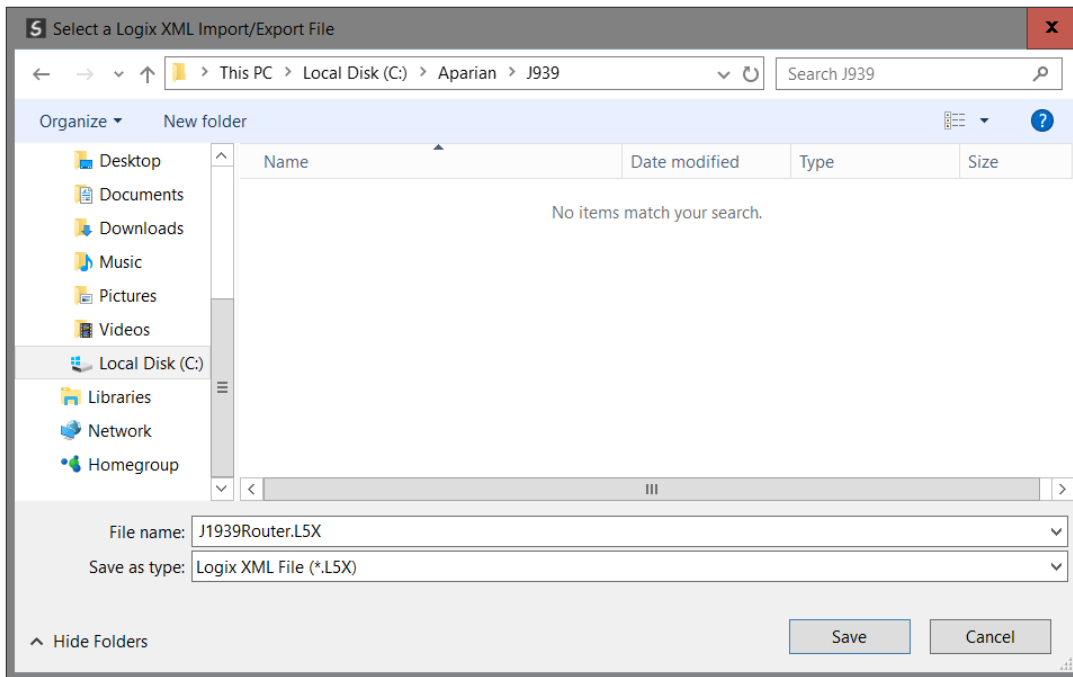 S Select a Logix XML Import/Export File x
This PC > Local Disk (C:) > Aparian > J939 Search J939
Organize New folder ?
Name Date modified Type Size
No items match your search.
Desktop
Documents
Downloads
Music
Pictures
Videos
Local Disk (C:)
Libraries
Network
Homegroup
File name: J1939Router.L5X
Save as type: Logix XML File (*.L5X)
Hide Folders Save Cancel